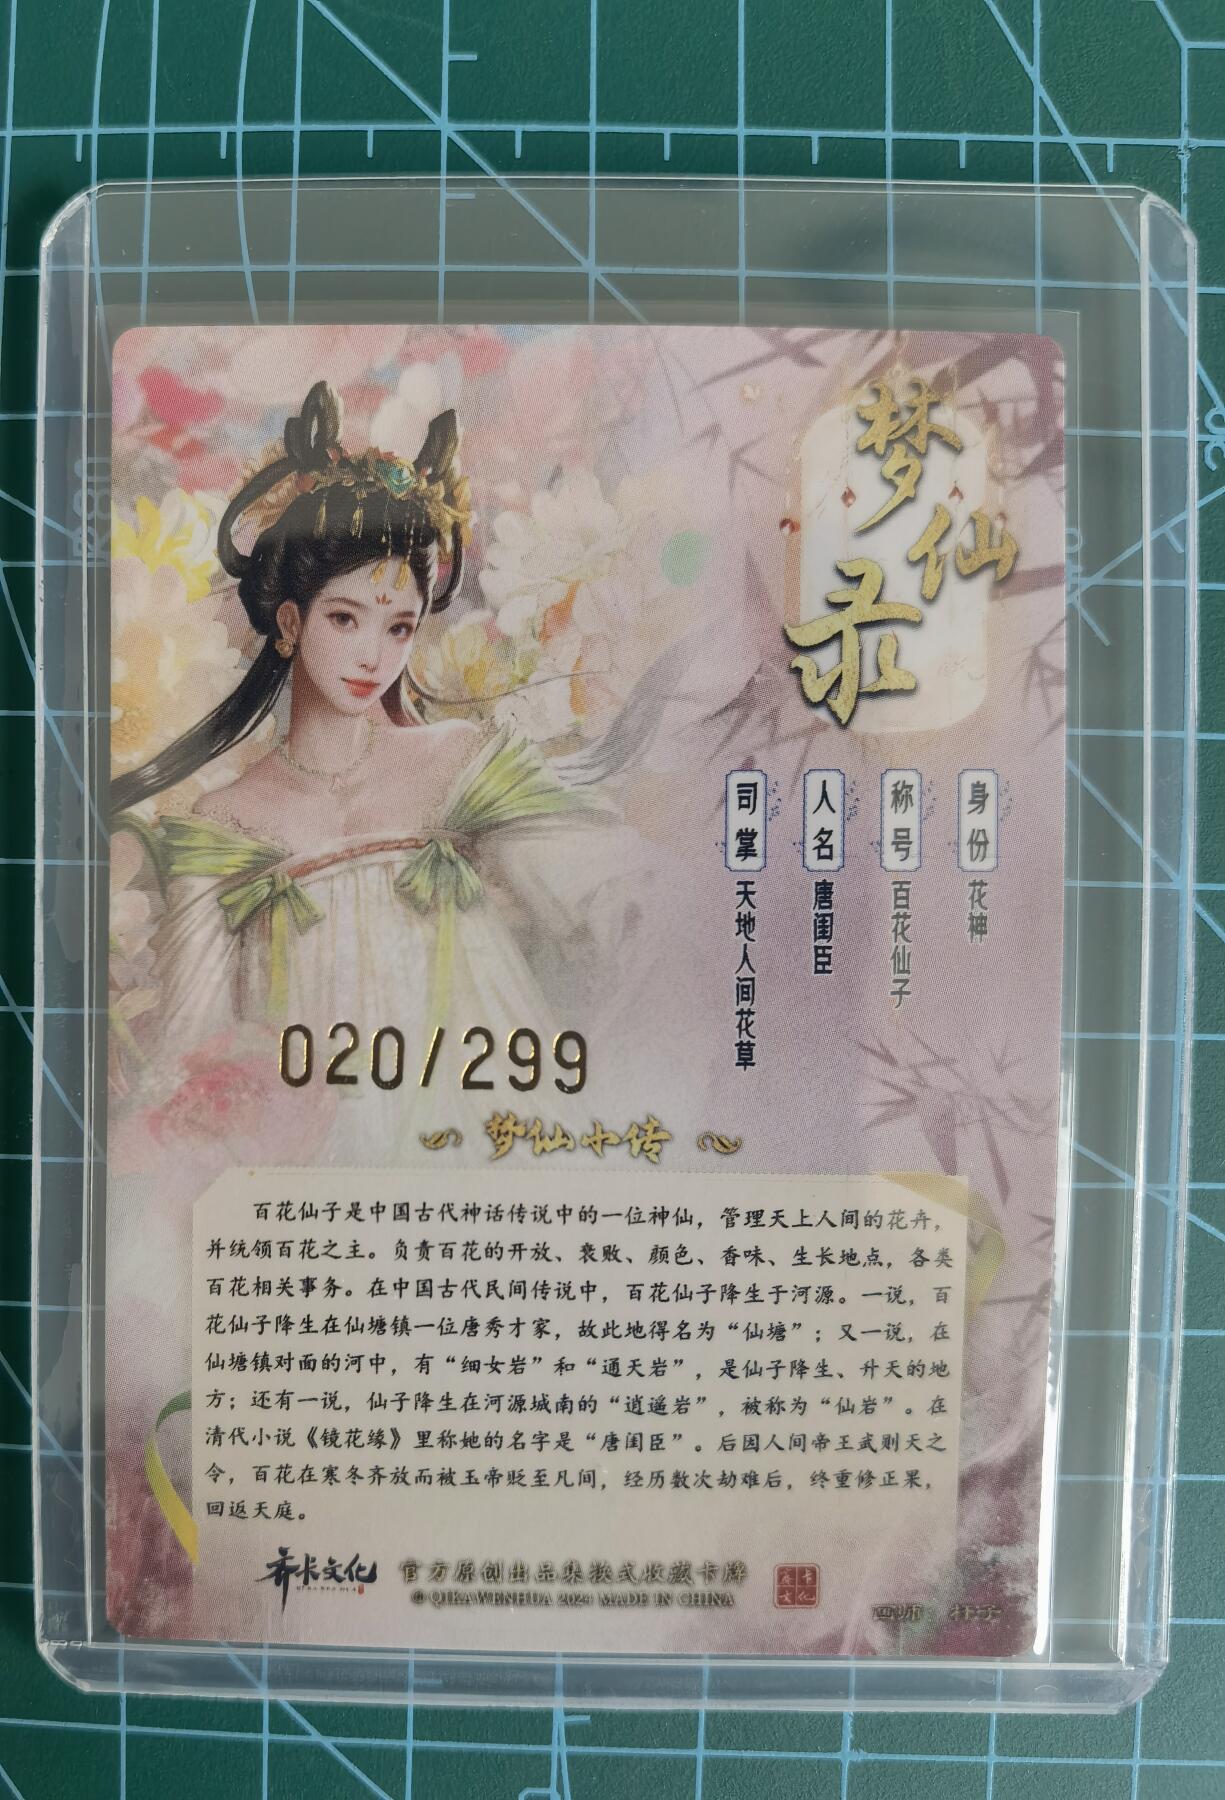 梦仙录
身份 花神
称号 百花仙子
人名 唐闺臣
司掌 天地人间花草
020/299
梦仙小传
百花仙子是中国古代神话传说中的一位神仙，管理天上人间的花卉，
并统领百花之主。负责百花的开放、衰败、颜色、香味、生长地点，各类
百花相关事务。在中国古代民间传说中，百花仙子降生于河源。一说，百
花仙子降生在仙塘镇一位唐秀才家，故此地得名为“仙塘”；又一说，在
仙塘镇对面的河中，有“细女岩”和“通天岩”，是仙子降生、升天的地
方；还有一说，仙子降生在河源城南的“逍遥岩”，被称为“仙岩”。在
清代小说《镜花缘》里称她的名字是“唐闺臣”。后因人间帝王武则天之
令，百花在寒冬齐放而被玉帝贬至凡间，经历数次劫难后，终重修正果，
回返天庭。
齐卡文化
官方原创出品集换式收藏卡牌
© QIKAWENHUA 2024 MADE IN CHINA
画师：